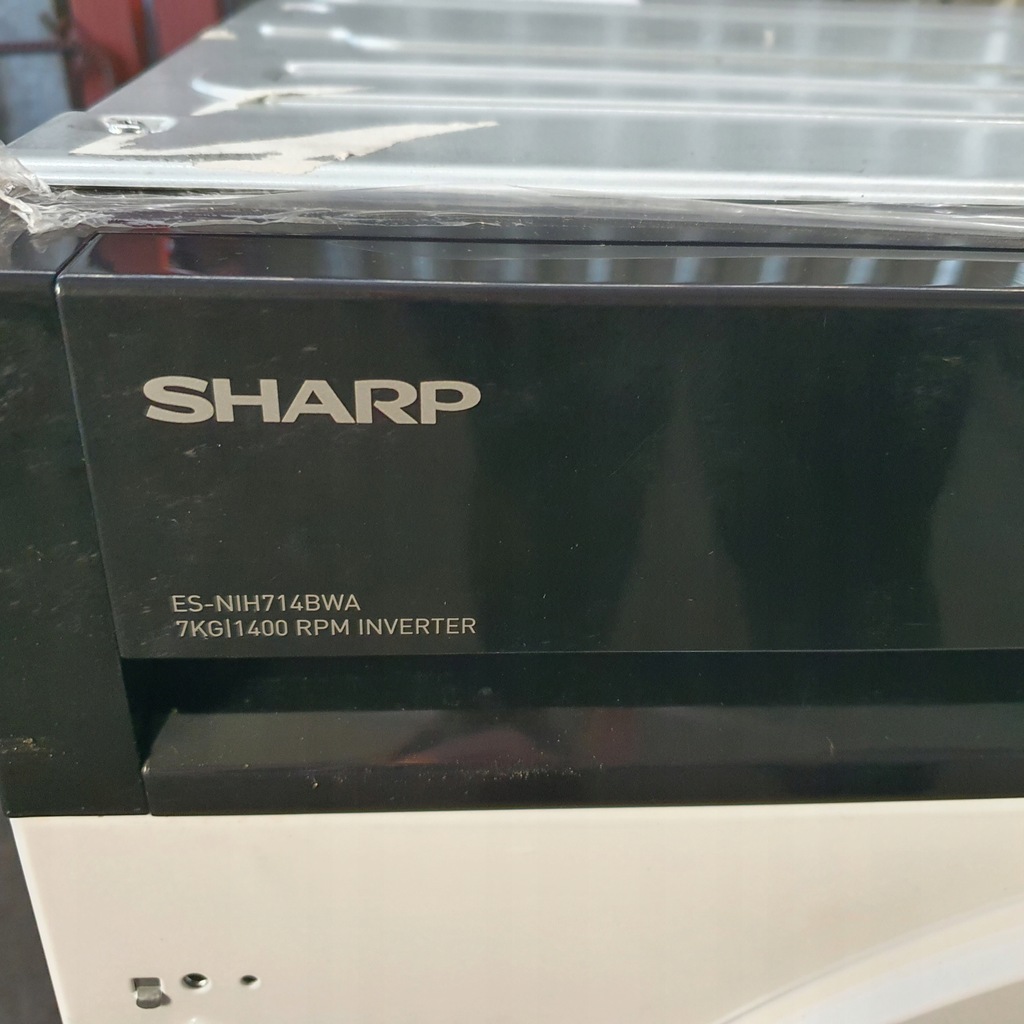 SHARP
ES-NIH714BWA
7KG|1400 RPM INVERTER